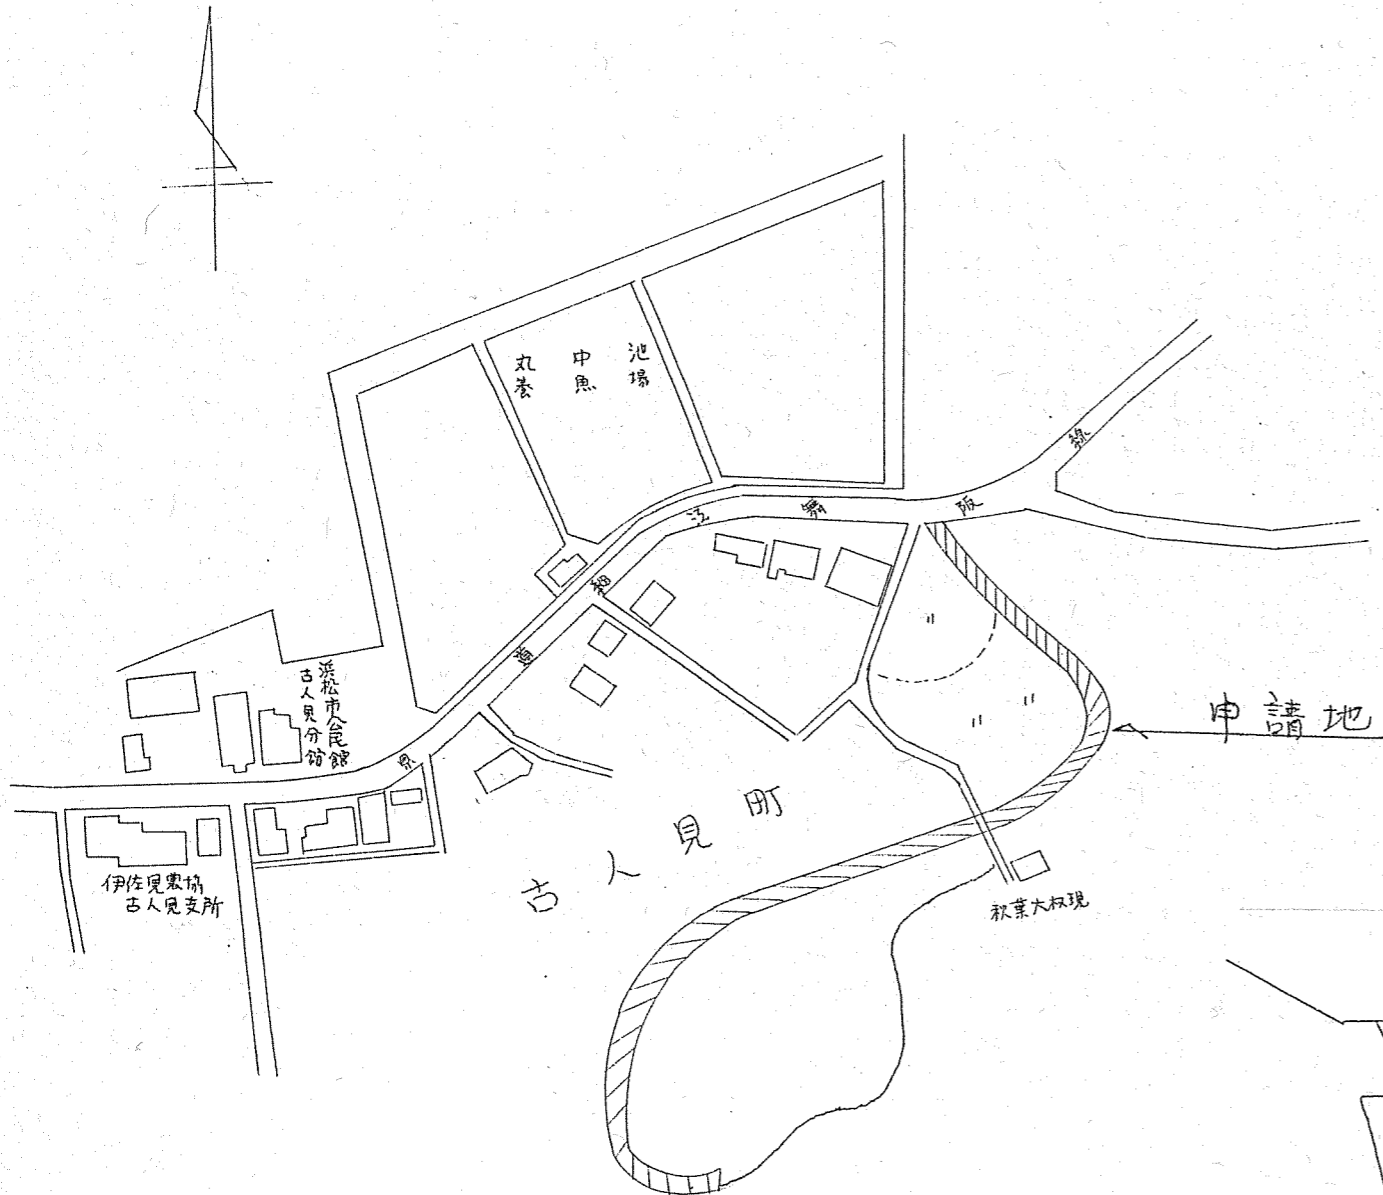 丸中池
養魚場
県道細江舞阪線
浜松市公民館
古人見分館
申請地
古人見町
伊佐見農協
古人見支所
秋葉大权現